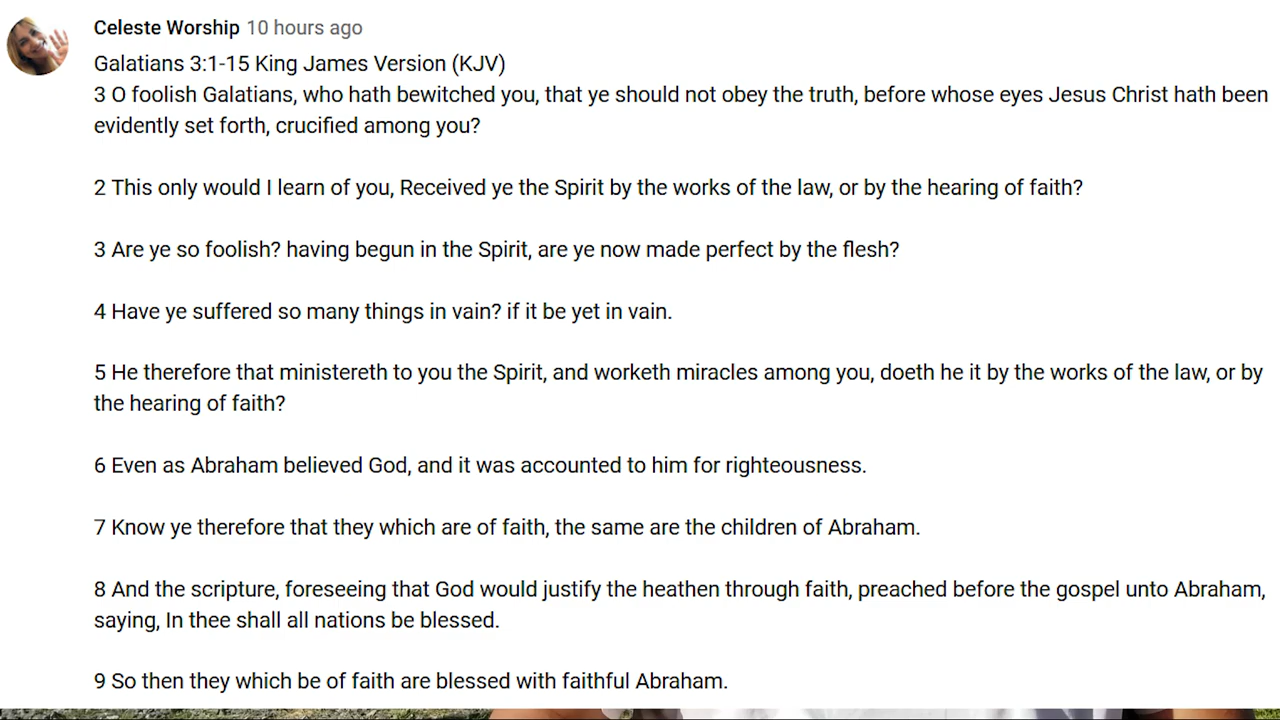 Celeste Worship 10 hours ago
Galatians 3:1-15 King James Version (KJV)
3 O foolish Galatians, who hath bewitched you, that ye should not obey the truth, before whose eyes Jesus Christ hath been
evidently set forth, crucified among you?
2 This only would I learn of you, Received ye the Spirit by the works of the law, or by the hearing of faith?
3 Are ye so foolish? having begun in the Spirit, are ye now made perfect by the flesh?
4 Have ye suffered so many things in vain? if it be yet in vain.
5 He therefore that ministereth to you the Spirit, and worketh miracles among you, doeth he it by the works of the law, or by
the hearing of faith?
6 Even as Abraham believed God, and it was accounted to him for righteousness.
7 Know ye therefore that they which are of faith, the same are the children of Abraham.
8 And the scripture, foreseeing that God would justify the heathen through faith, preached before the gospel unto Abraham,
saying, In thee shall all nations be blessed.
9 So then they which be of faith are blessed with faithful Abraham.